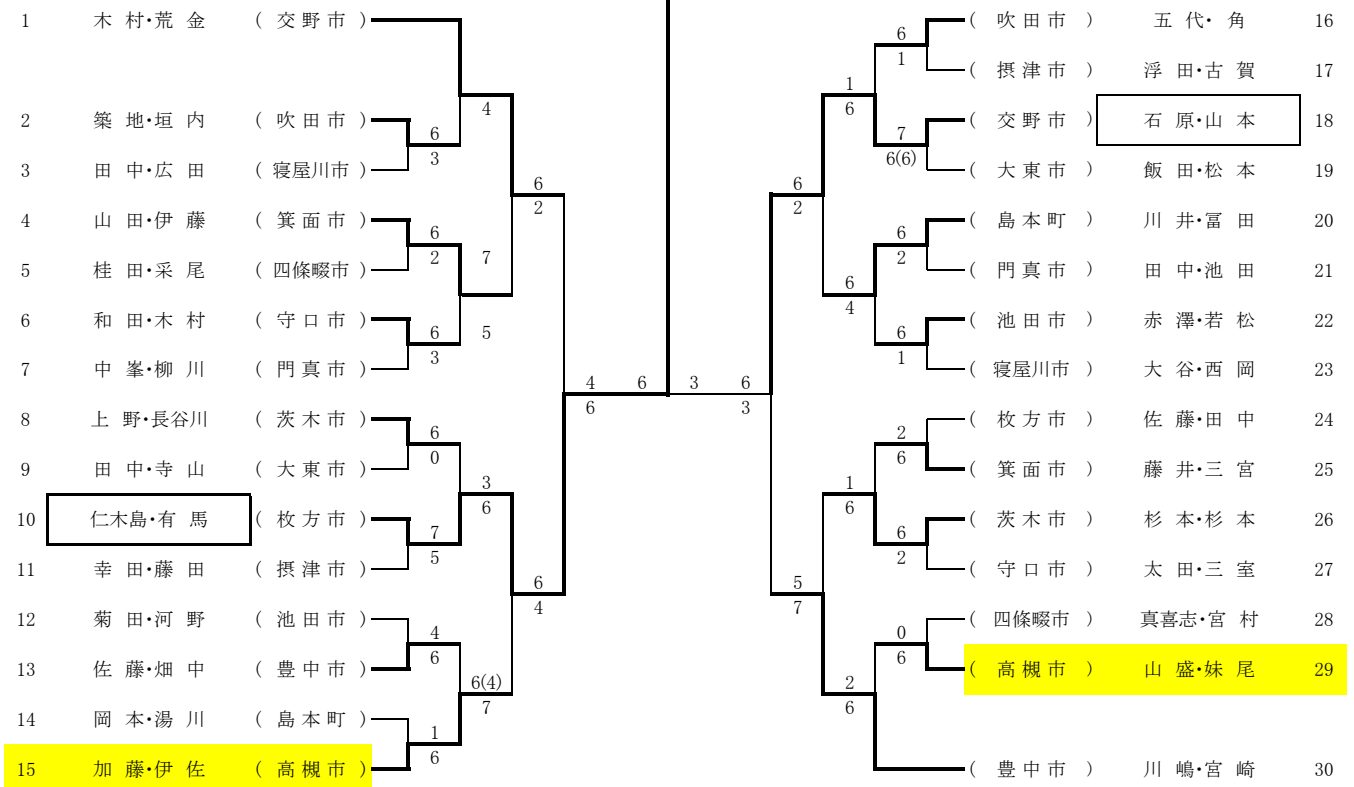 1 木 村・荒 金 ( 交 野 市 )
2 築 地・垣 内 ( 吹 田 市 )
3 田 中・広 田 ( 寝屋川市 )
4 山 田・伊 藤 ( 箕 面 市 )
5 桂 田・采 尾 ( 四條畷市 )
6 和 田・木 村 ( 守 口 市 )
7 中 峯・柳 川 ( 門 真 市 )
8 上 野・長谷川 ( 茨 木 市 )
9 田 中・寺 山 ( 大 東 市 )
10 仁木島・有 馬 ( 枚 方 市 )
11 幸 田・藤 田 ( 摂 津 市 )
12 菊 田・河 野 ( 池 田 市 )
13 佐 藤・畑 中 ( 豊 中 市 )
14 岡 本・湯 川 ( 島 本 町 )
15 加 藤・伊 佐 ( 高 槻 市 )
6
3
6
2
6
3
6
0
7
5
4
6
1
6
4
7
5
3
6
6(4)
7
6
2
6
4
4
6
6
3
6
3
6
2
5
7
1
6
6
4
1
6
2
6
6
1
7
6(6)
6
2
6
1
2
6
6
2
0
6
( 吹 田 市 ) 五 代・ 角 16
( 摂 津 市 ) 浮 田・古 賀 17
( 交 野 市 ) 石 原・山 本 18
( 大 東 市 ) 飯 田・松 本 19
( 島 本 町 ) 川 井・冨 田 20
( 門 真 市 ) 田 中・池 田 21
( 池 田 市 ) 赤 澤・若 松 22
( 寝屋川市 ) 大 谷・西 岡 23
( 枚 方 市 ) 佐 藤・田 中 24
( 箕 面 市 ) 藤 井・三 宮 25
( 茨 木 市 ) 杉 本・杉 本 26
( 守 口 市 ) 太 田・三 室 27
( 四條畷市 ) 真喜志・宮 村 28
( 高 槻 市 ) 山 盛・妹 尾 29
( 豊 中 市 ) 川 嶋・宮 崎 30